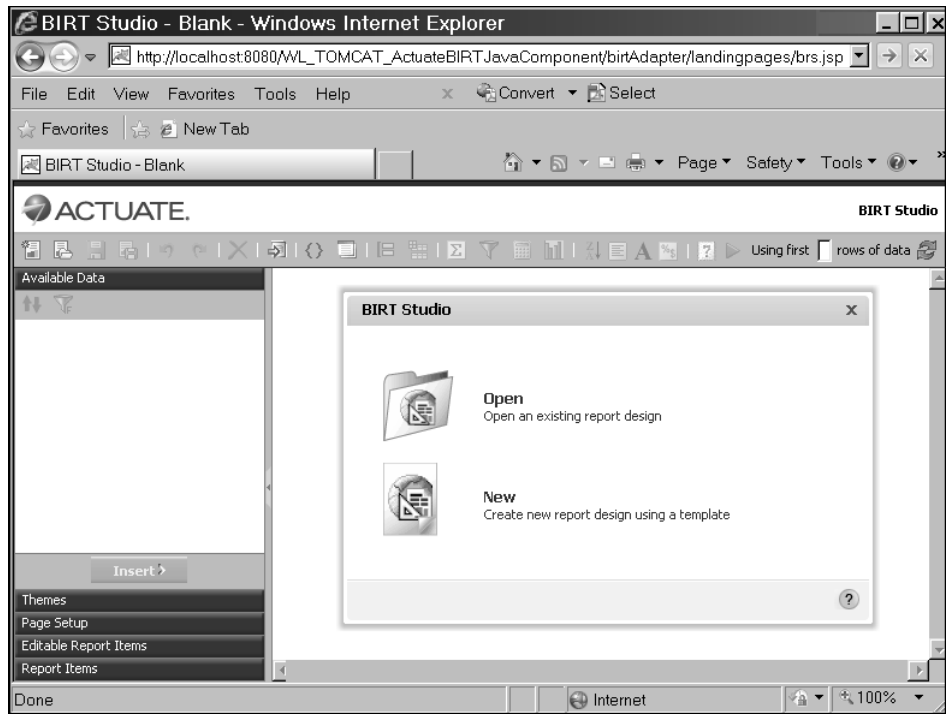 BIRT Studio - Blank - Windows Internet Explorer
http://localhost:8080/WL_TOMCAT_ActuateBIRTJavaComponent/birtAdapter/landingpages/brs.jsp
File Edit View Favorites Tools Help x Convert Select
Favorites New Tab
BIRT Studio - Blank Page Safety Tools »
ACTUATE. BIRT Studio
Using first rows of data
Available Data
BIRT Studio x
Open
Open an existing report design
New
Create new report design using a template
Insert
Themes
?
Page Setup
Editable Report Items
Report Items
Done Internet 100%